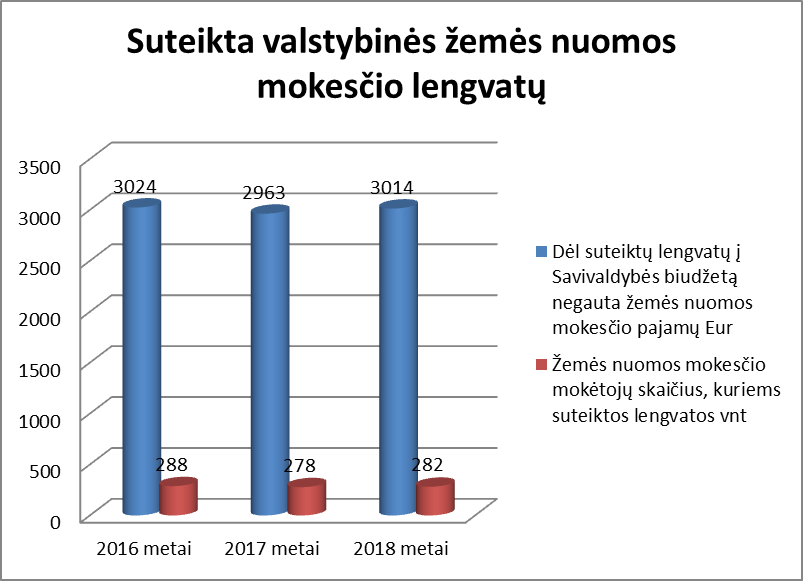 Suteikta valstybinės žemės nuomos
mokesčio lengvatų
3500
3000
2500
2000
1500
1000
500
0
3024
2963
3014
288
278
282
2016 metai
2017 metai
2018 metai
Dėl suteiktų lengvatų į
Savivaldybės biudžetą
negauta žemės nuomos
mokesčio pajamų Eur
Žemės nuomos mokesčio
mokėtojų skaičius, kuriems
suteiktos lengvatos vnt